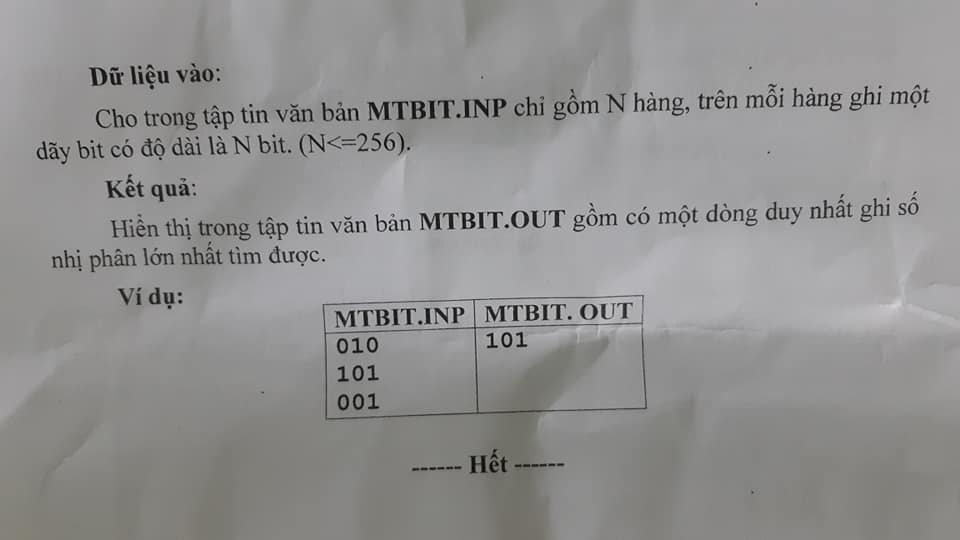 Dữ liệu vào:
Cho trong tập tin văn bản MTBIT.INP chỉ gồm N hàng, trên mỗi hàng ghi một
dãy bit có độ dài là N bit. (N<=256).
Kết quả:
Hiển thị trong tập tin văn bản MTBIT.OUT gồm có một dòng duy nhất ghi số
nhị phân lớn nhất tìm được.
Ví dụ:
MTBIT.INP MTBIT. OUT
010 101
101
001
------ Hết ------